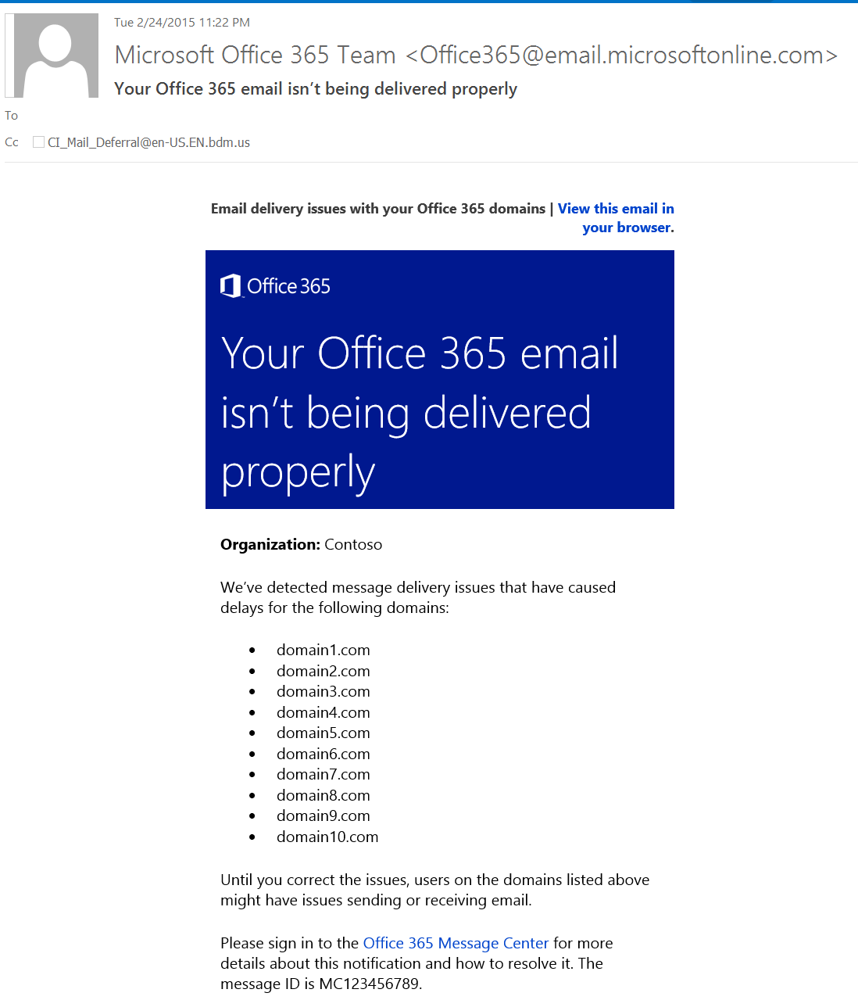 Tue 2/24/2015 11:22 PM
Microsoft Office 365 Team <Office365@email.microsoftonline.com>
Your Office 365 email isn’t being delivered properly
To
Cc CI_Mail_Deferral@en-US.EN.bdm.us
Email delivery issues with your Office 365 domains | View this email in
your browser.
Office 365
Your Office 365 email
isn’t being delivered
properly
Organization: Contoso
We’ve detected message delivery issues that have caused
delays for the following domains:
• domain1.com
• domain2.com
• domain3.com
• domain4.com
• domain5.com
• domain6.com
• domain7.com
• domain8.com
• domain9.com
• domain10.com
Until you correct the issues, users on the domains listed above
might have issues sending or receiving email.
Please sign in to the Office 365 Message Center for more
details about this notification and how to resolve it. The
message ID is MC123456789.